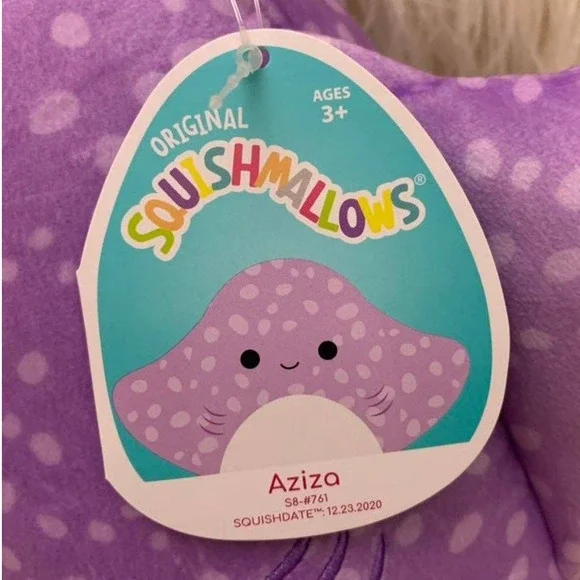 ORIGINAL
SQUISHMALLOWS®
AGES
3+
Aziza
S8-#761
SQUISHDATE™: 12.23.2020